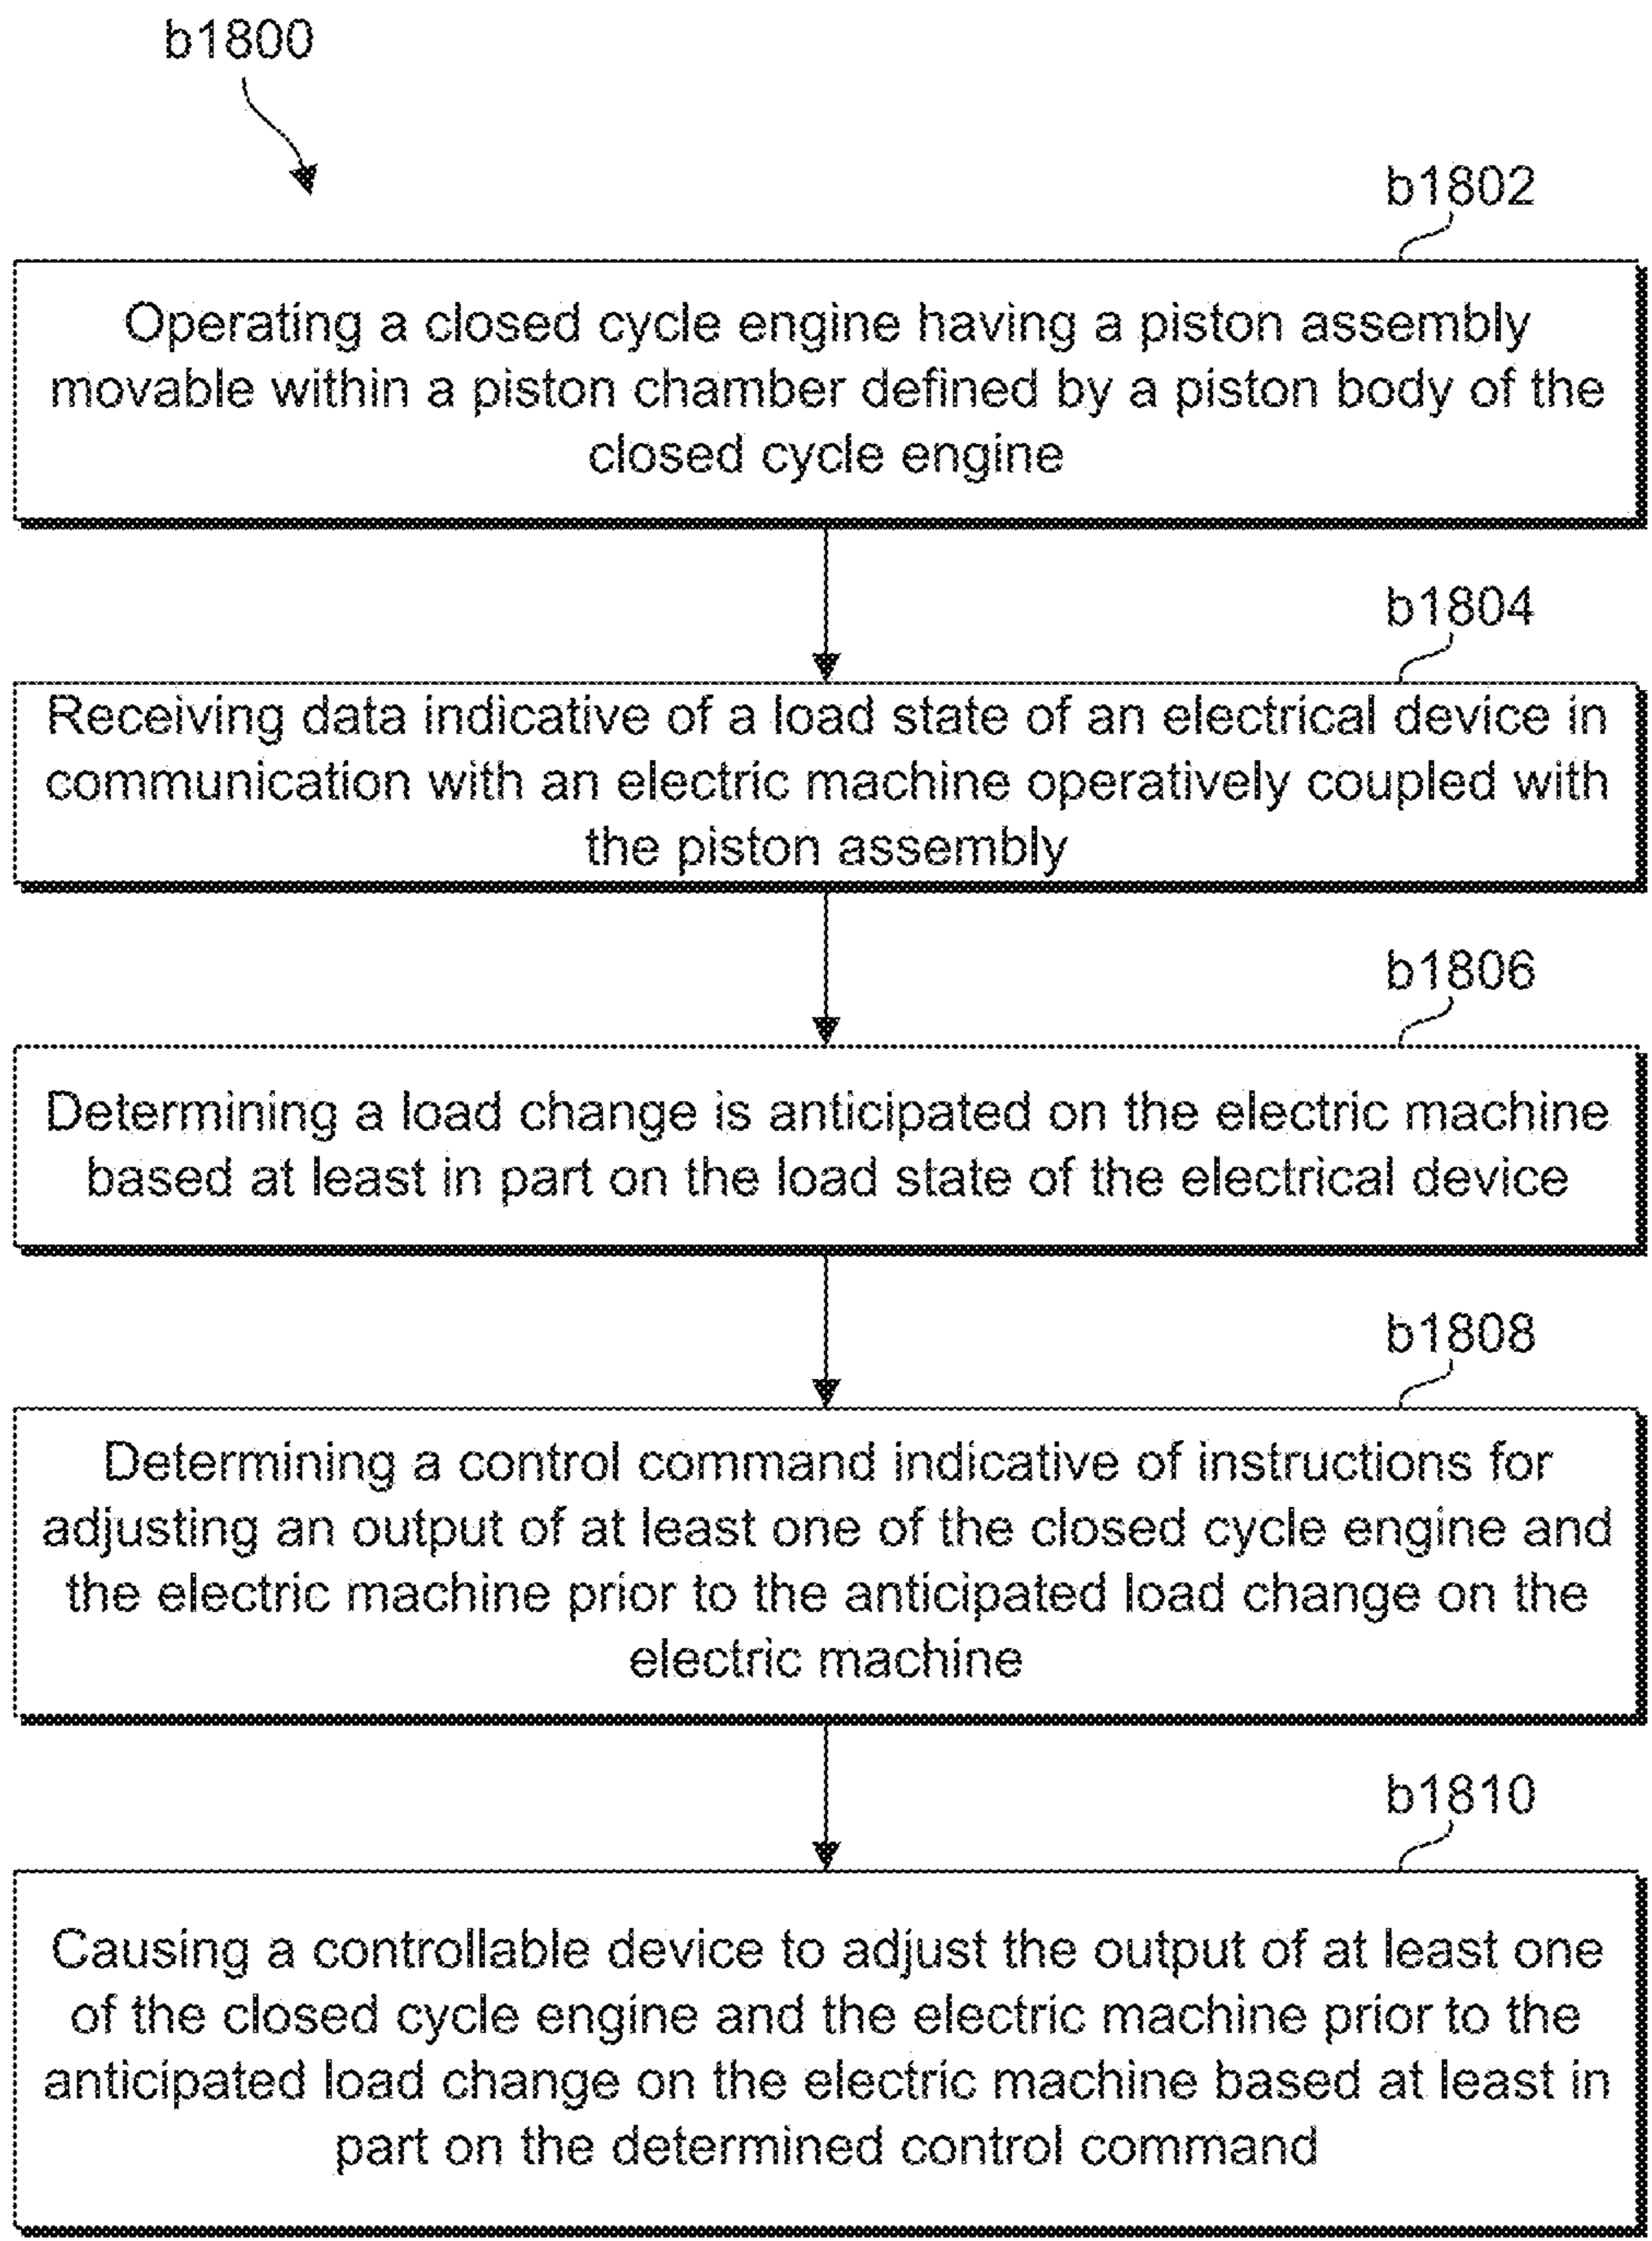 b1800
b1802
Operating a closed cycle engine having a piston assembly
movable within a piston chamber defined by a piston body of the
closed cycle engine
b1804
Receiving data indicative of a load state of an electrical device in
communication with an electric machine operatively coupled with
the piston assembly
b1806
Determining a load change is anticipated on the electric machine
based at least in part on the load state of the electrical device
b1808
Determining a control command indicative of instructions for
adjusting an output of at least one of the closed cycle engine and
the electric machine prior to the anticipated load change on the
electric machine
b1810
Causing a controllable device to adjust the output of at least one
of the closed cycle engine and the electric machine prior to the
anticipated load change on the electric machine based at least in
part on the determined control command